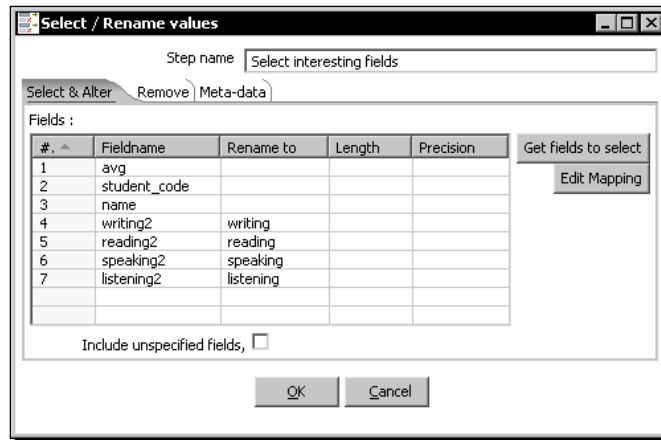 Select / Rename values
Step name Select interesting fields
Select & Alter Remove Meta-data
Fields :
#. Fieldname Rename to Length Precision Get fields to select
1 avg Edit Mapping
2 student_code
3 name
4 writing2 writing
5 reading2 reading
6 speaking2 speaking
7 listening2 listening
Include unspecified fields,
OK Cancel